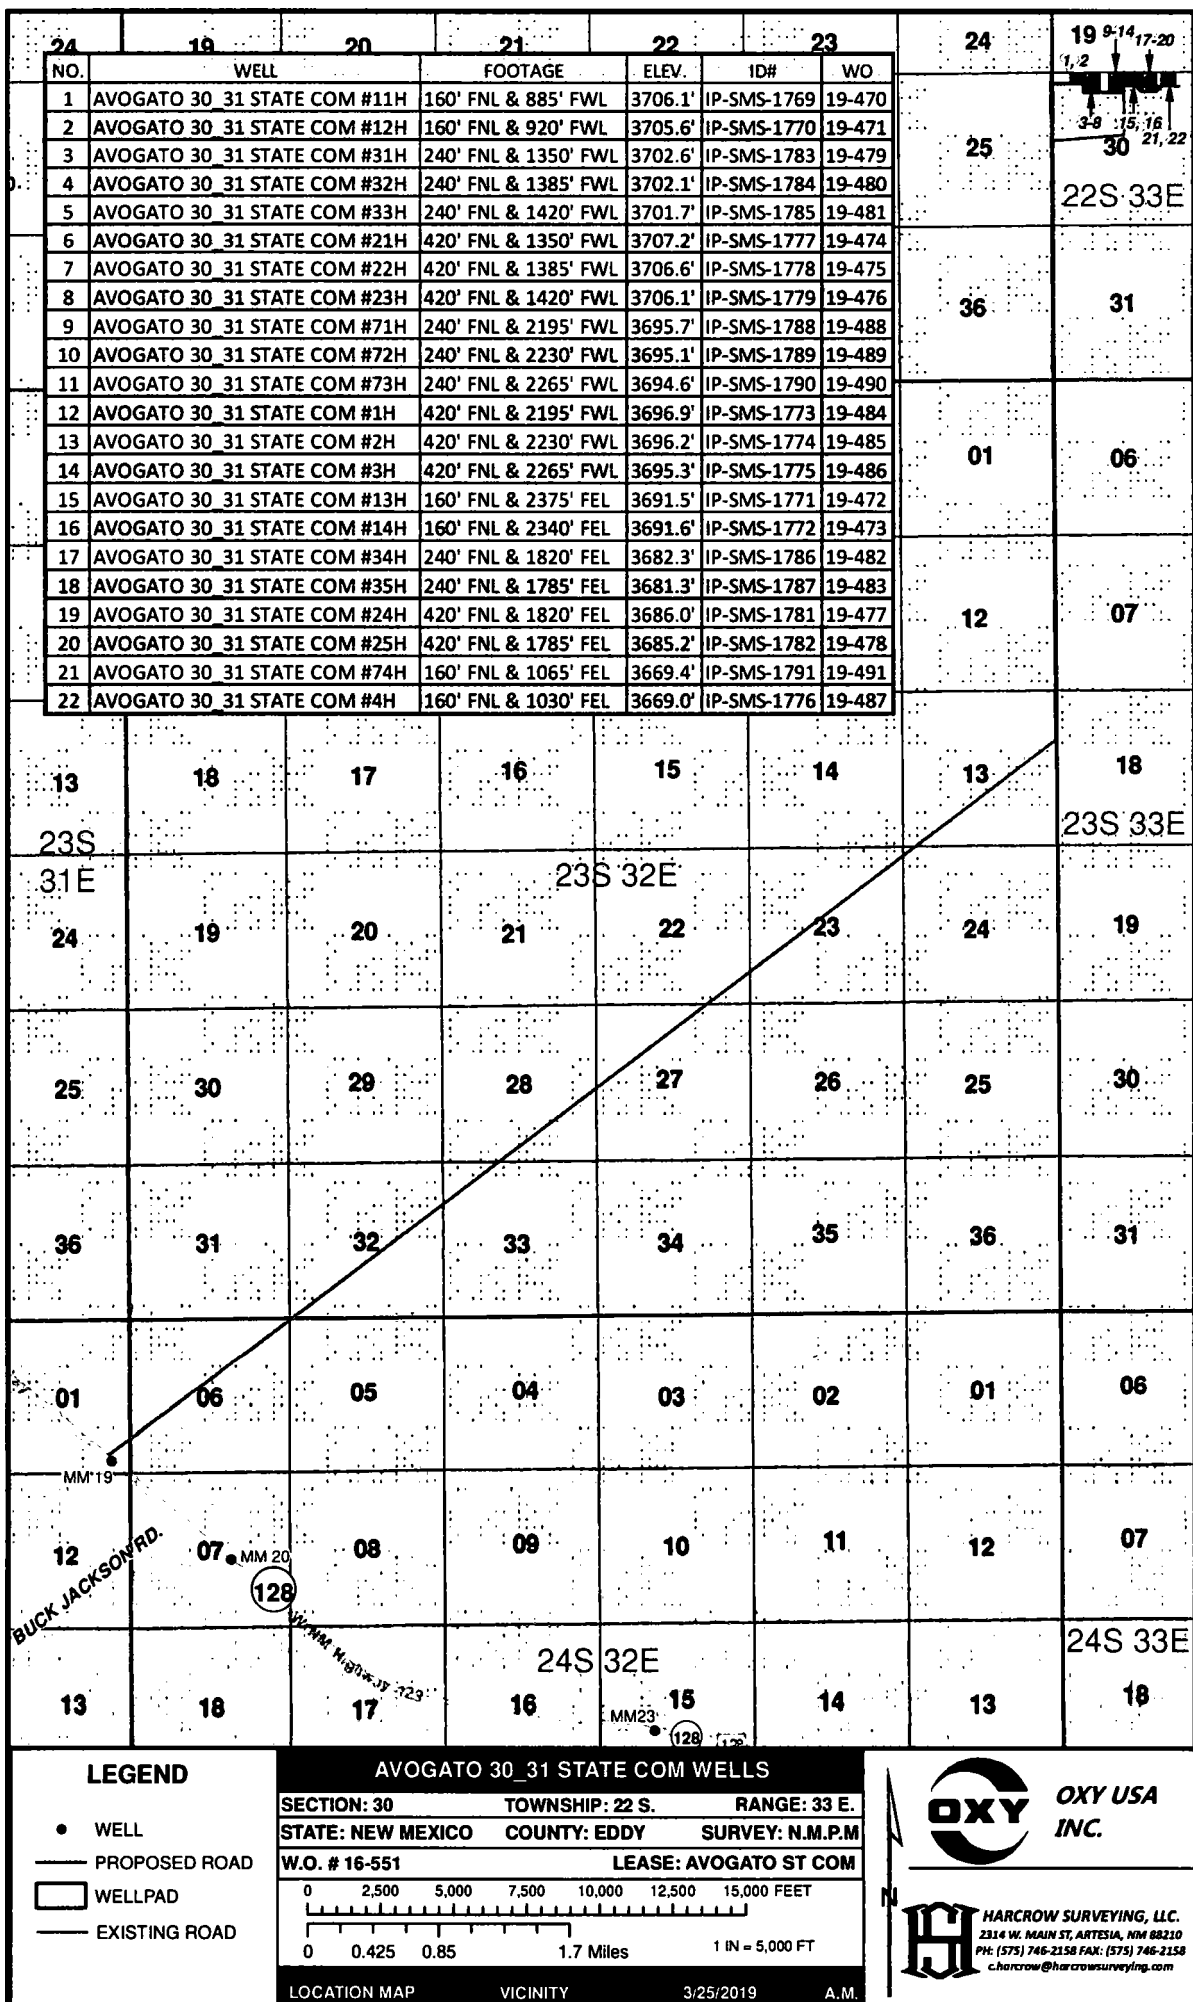 24 19 20 21 22 23 24 19 9-14 17-20
1, 2
NO. WELL FOOTAGE ELEV. ID# WO
1 AVOGATO 30_31 STATE COM #11H 160' FNL & 885' FWL 3706.1' IP-SMS-1769 19-470
2 AVOGATO 30_31 STATE COM #12H 160' FNL & 920' FWL 3705.6' IP-SMS-1770 19-471
3 AVOGATO 30_31 STATE COM #31H 240' FNL & 1350' FWL 3702.6' IP-SMS-1783 19-479
4 AVOGATO 30_31 STATE COM #32H 240' FNL & 1385' FWL 3702.1' IP-SMS-1784 19-480
5 AVOGATO 30_31 STATE COM #33H 240' FNL & 1420' FWL 3701.7' IP-SMS-1785 19-481
6 AVOGATO 30_31 STATE COM #21H 420' FNL & 1350' FWL 3707.2' IP-SMS-1777 19-474
7 AVOGATO 30_31 STATE COM #22H 420' FNL & 1385' FWL 3706.6' IP-SMS-1778 19-475
8 AVOGATO 30_31 STATE COM #23H 420' FNL & 1420' FWL 3706.1' IP-SMS-1779 19-476
9 AVOGATO 30_31 STATE COM #71H 240' FNL & 2195' FWL 3695.7' IP-SMS-1788 19-488
10 AVOGATO 30_31 STATE COM #72H 240' FNL & 2230' FWL 3695.1' IP-SMS-1789 19-489
11 AVOGATO 30_31 STATE COM #73H 240' FNL & 2265' FWL 3694.6' IP-SMS-1790 19-490
12 AVOGATO 30_31 STATE COM #1H 420' FNL & 2195' FWL 3696.9' IP-SMS-1773 19-484
13 AVOGATO 30_31 STATE COM #2H 420' FNL & 2230' FWL 3696.2' IP-SMS-1774 19-485
14 AVOGATO 30_31 STATE COM #3H 420' FNL & 2265' FWL 3695.3' IP-SMS-1775 19-486
15 AVOGATO 30_31 STATE COM #13H 160' FNL & 2375' FEL 3691.5' IP-SMS-1771 19-472
16 AVOGATO 30_31 STATE COM #14H 160' FNL & 2340' FEL 3691.6' IP-SMS-1772 19-473
17 AVOGATO 30_31 STATE COM #34H 240' FNL & 1820' FEL 3682.3' IP-SMS-1786 19-482
18 AVOGATO 30_31 STATE COM #35H 240' FNL & 1785' FEL 3681.3' IP-SMS-1787 19-483
19 AVOGATO 30_31 STATE COM #24H 420' FNL & 1820' FEL 3686.0' IP-SMS-1781 19-477
20 AVOGATO 30_31 STATE COM #25H 420' FNL & 1785' FEL 3685.2' IP-SMS-1782 19-478
21 AVOGATO 30_31 STATE COM #74H 160' FNL & 1065' FEL 3669.4' IP-SMS-1791 19-491
22 AVOGATO 30_31 STATE COM #4H 160' FNL & 1030' FEL 3669.0' IP-SMS-1776 19-487
3-8 15, 16
21, 22
25 30
22S 33E
36 31
01 06
12 07
13 18 17 16 15 14 13 18
23S
31E
23S 32E
23S 33E
24 19 20 21 22 23 24 19
25 30 29 28 27 26 25 30
36 31 32 33 34 35 36 31
01 06 05 04 03 02 01 06
MM 19
12 07 08 09 10 11 12 07
MM 20
128
BUCK JACKSON RD.
24S 32E
24S 33E
13 18 17 16 15 14 13 18
MM23
128
LEGEND
WELL
PROPOSED ROAD
WELLPAD
EXISTING ROAD
AVOGATO 30_31 STATE COM WELLS
SECTION: 30 TOWNSHIP: 22 S. RANGE: 33 E.
STATE: NEW MEXICO COUNTY: EDDY SURVEY: N.M.P.M
W.O. # 16-551 LEASE: AVOGATO ST COM
0 2,500 5,000 7,500 10,000 12,500 15,000 FEET
0 0.425 0.85 1.7 Miles
1 IN = 5,000 FT
LOCATION MAP VICINITY 3/25/2019 A.M.
N
OXY
OXY USA
INC.
HARCROW SURVEYING, LLC.
2314 W. MAIN ST, ARTESIA, NM 88210
PH: (575) 746-2158 FAX: (575) 746-2158
c.harcrow@harcrowsurveying.com